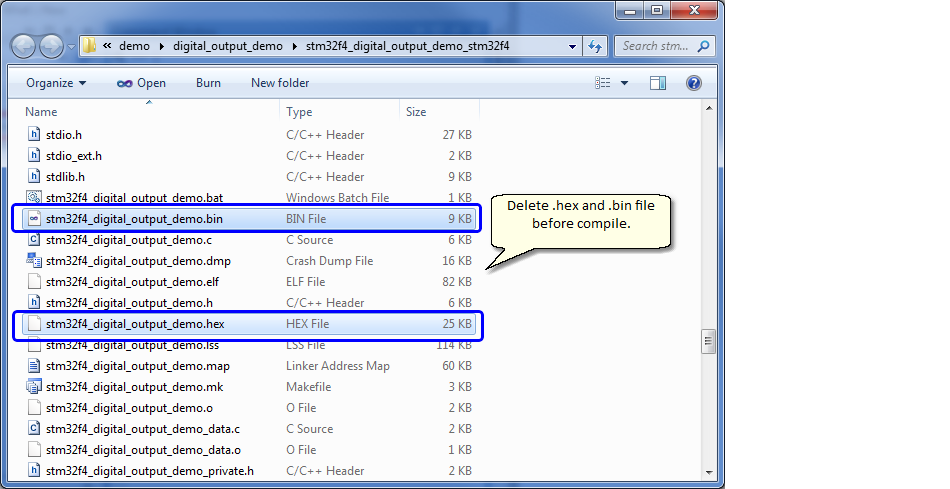 « demo ▸ digital_output_demo ▸ stm32f4_digital_output_demo_stm32f4 Search stm...
Organize Open Burn New folder
Name Type Size
stdio.h C/C++ Header 27 KB
stdio_ext.h C/C++ Header 2 KB
stdlib.h C/C++ Header 9 KB
stm32f4_digital_output_demo.bat Windows Batch File 1 KB
stm32f4_digital_output_demo.bin BIN File 9 KB
stm32f4_digital_output_demo.c C Source 6 KB
stm32f4_digital_output_demo.dmp Crash Dump File 16 KB
stm32f4_digital_output_demo.elf ELF File 82 KB
stm32f4_digital_output_demo.h C/C++ Header 6 KB
stm32f4_digital_output_demo.hex HEX File 25 KB
stm32f4_digital_output_demo.lss LSS File 114 KB
stm32f4_digital_output_demo.map Linker Address Map 60 KB
stm32f4_digital_output_demo.mk Makefile 3 KB
stm32f4_digital_output_demo.o O File 2 KB
stm32f4_digital_output_demo_data.c C Source 2 KB
stm32f4_digital_output_demo_data.o O File 1 KB
stm32f4_digital_output_demo_private.h C/C++ Header 2 KB
Delete .hex and .bin file
before compile.